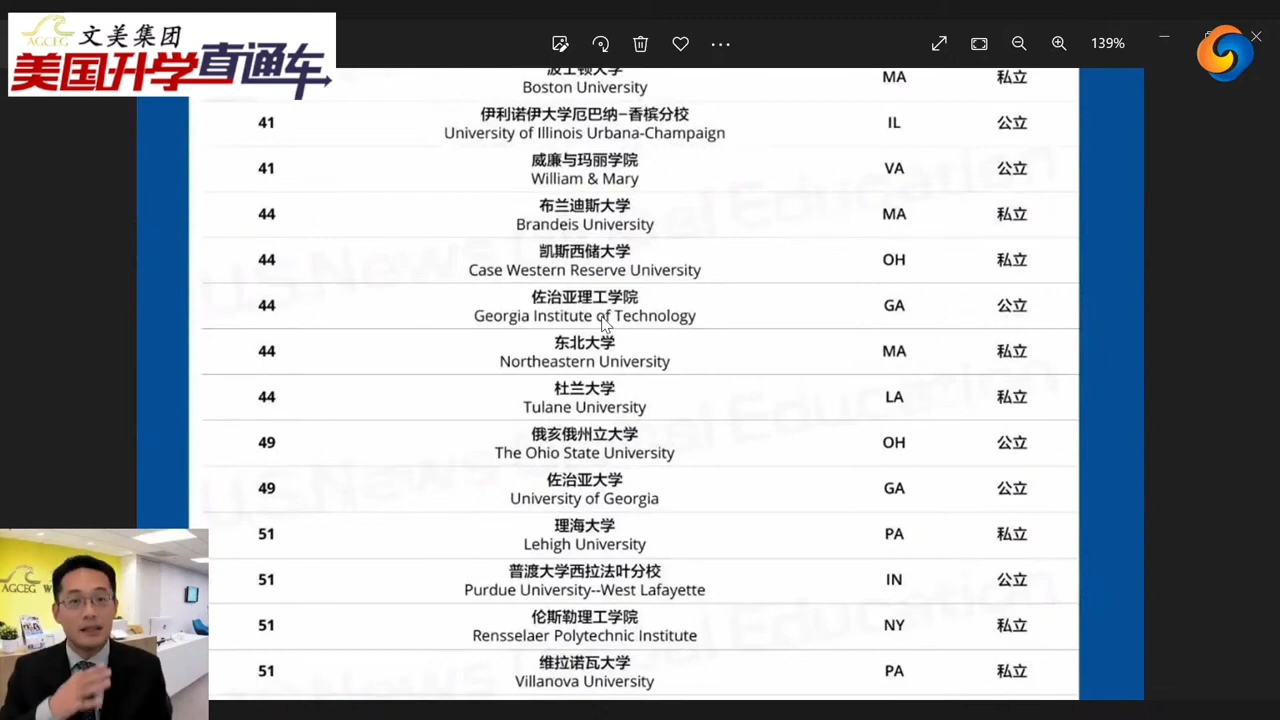 AGCEG 文美集团
美国升学直通车
139%
波士顿大学
Boston University
MA
私立
41
伊利诺伊大学厄巴纳–香槟分校
University of Illinois Urbana-Champaign
IL
公立
41
威廉与玛丽学院
William & Mary
VA
公立
44
布兰迪斯大学
Brandeis University
MA
私立
44
凯斯西储大学
Case Western Reserve University
OH
私立
44
佐治亚理工学院
Georgia Institute of Technology
GA
公立
44
东北大学
Northeastern University
MA
私立
44
杜兰大学
Tulane University
LA
私立
49
俄亥俄州立大学
The Ohio State University
OH
公立
49
佐治亚大学
University of Georgia
GA
公立
51
理海大学
Lehigh University
PA
私立
51
普渡大学西拉法叶分校
Purdue University--West Lafayette
IN
公立
51
伦斯勒理工学院
Rensselaer Polytechnic Institute
NY
私立
51
维拉诺瓦大学
Villanova University
PA
私立
AGCEG W